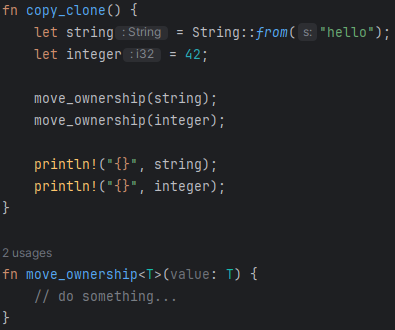 fn copy_clone() {
    let string : String = String::from( s: "hello");
    let integer : i32 = 42;

    move_ownership(string);
    move_ownership(integer);

    println!("{}", string);
    println!("{}", integer);
}

2 usages
fn move_ownership<T>(value: T) {
    // do something...
}